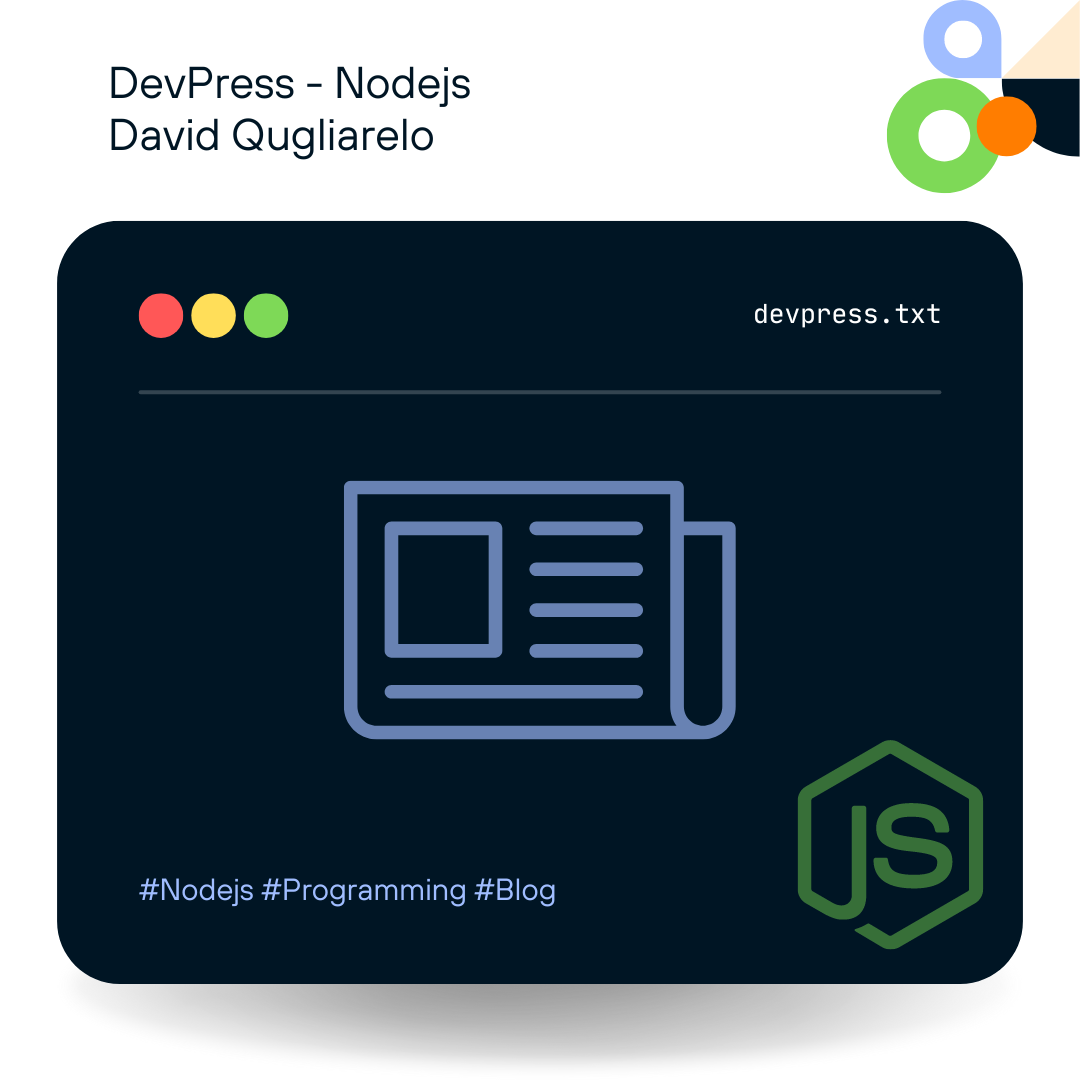 DevPress - Nodejs
David Qugliarelo
devpress.txt
#Nodejs #Programming #Blog
JS